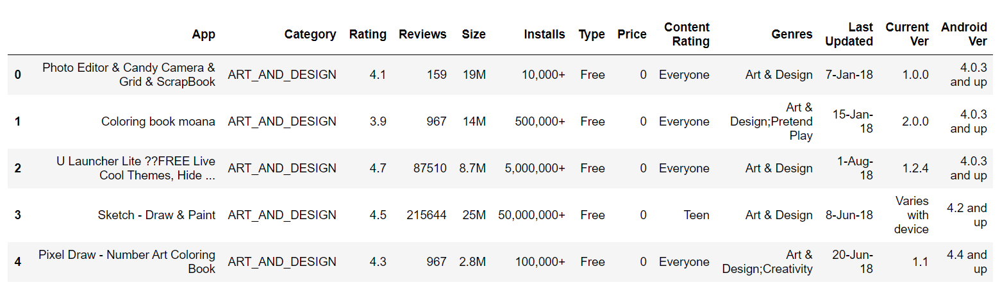 App Category Rating Reviews Size Installs Type Price Content Rating Genres Last Updated Current Ver Android Ver
0 Photo Editor & Candy Camera & Grid & ScrapBook ART_AND_DESIGN 4.1 159 19M 10,000+ Free 0 Everyone Art & Design 7-Jan-18 1.0.0 4.0.3 and up
1 Coloring book moana ART_AND_DESIGN 3.9 967 14M 500,000+ Free 0 Everyone Art & Design;Pretend Play 15-Jan-18 2.0.0 4.0.3 and up
2 U Launcher Lite ??FREE Live Cool Themes, Hide ... ART_AND_DESIGN 4.7 87510 8.7M 5,000,000+ Free 0 Everyone Art & Design 1-Aug-18 1.2.4 4.0.3 and up
3 Sketch - Draw & Paint ART_AND_DESIGN 4.5 215644 25M 50,000,000+ Free 0 Teen Art & Design 8-Jun-18 Varies with device 4.2 and up
4 Pixel Draw - Number Art Coloring Book ART_AND_DESIGN 4.3 967 2.8M 100,000+ Free 0 Everyone Art & Design;Creativity 20-Jun-18 1.1 4.4 and up